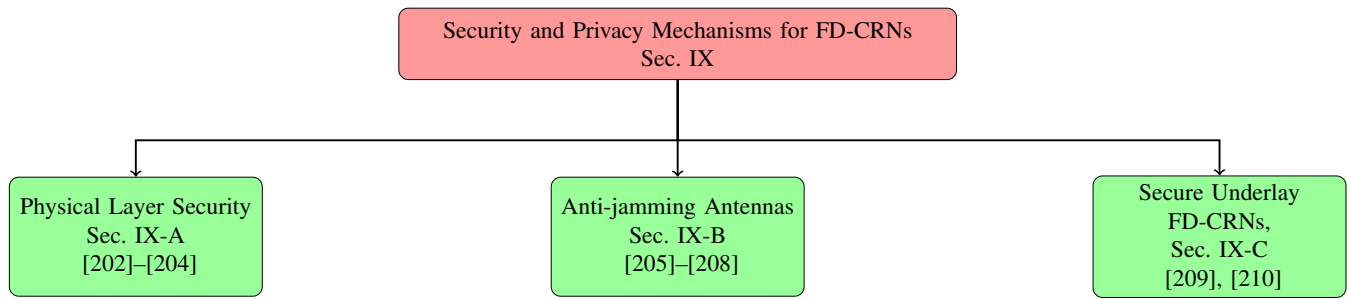 Security and Privacy Mechanisms for FD-CRNs
Sec. IX
Physical Layer Security
Sec. IX-A
[202]–[204]
Anti-jamming Antennas
Sec. IX-B
[205]–[208]
Secure Underlay
FD-CRNs,
Sec. IX-C
[209], [210]